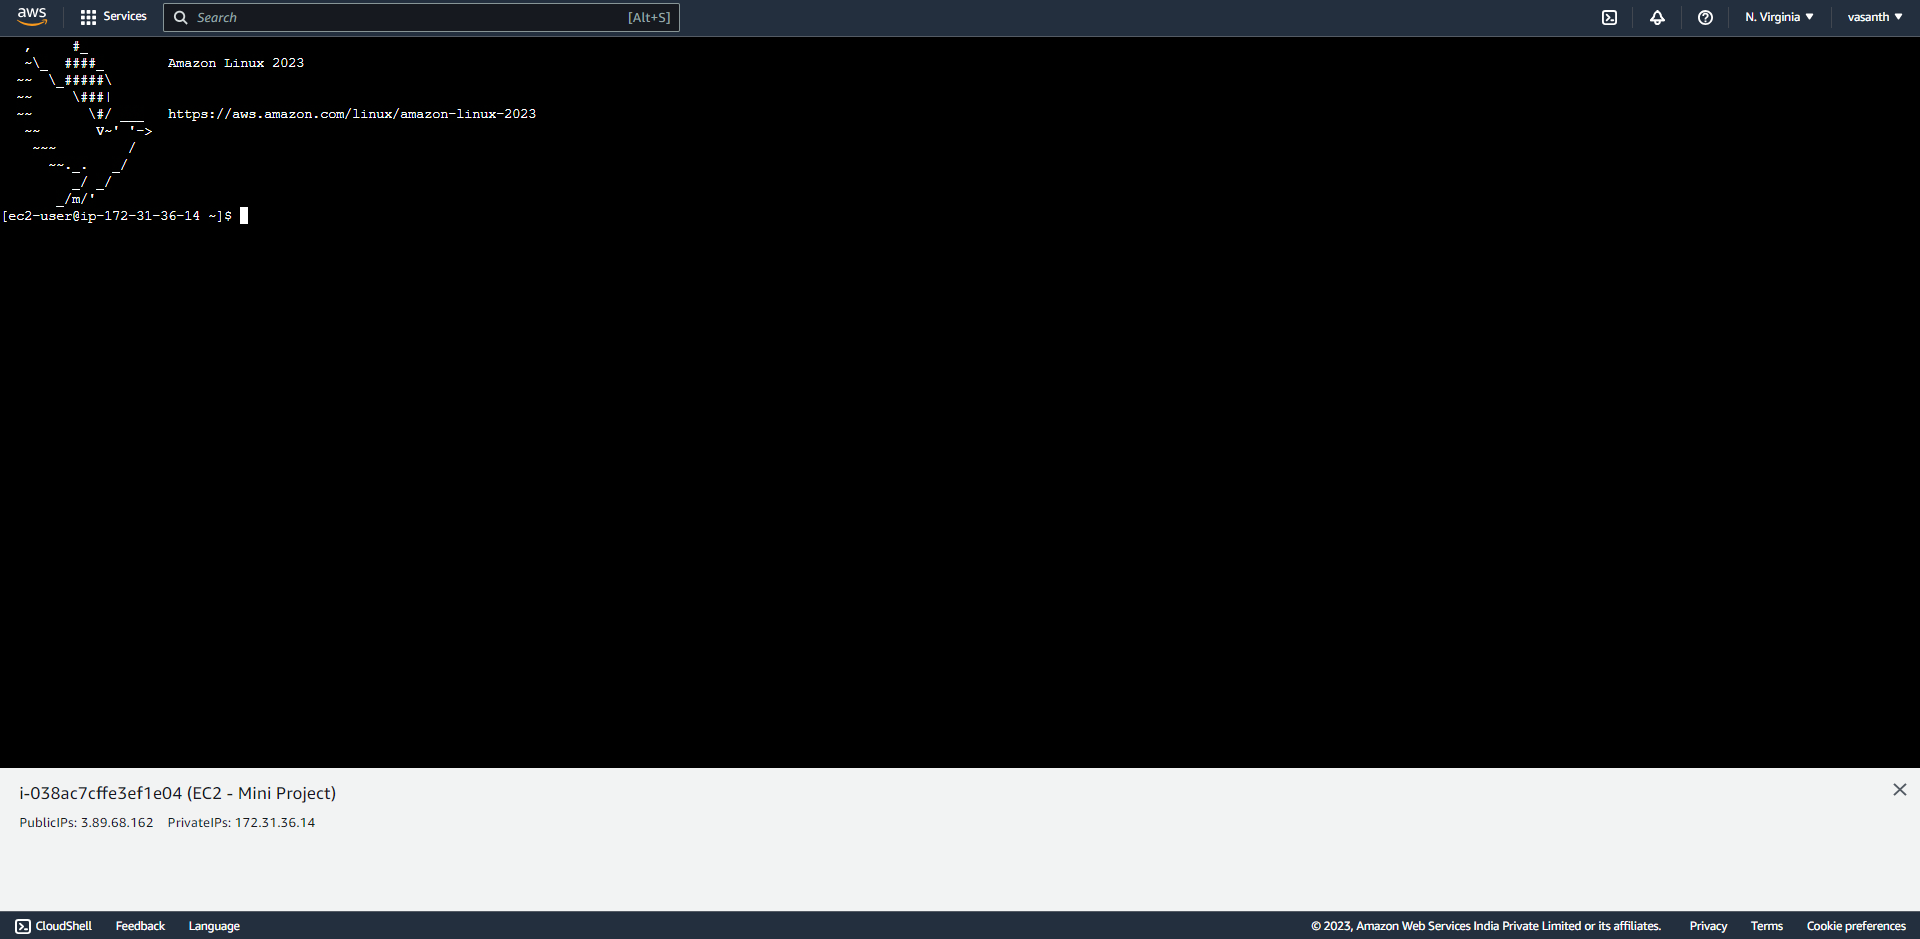 aws Services Search [Alt+S] N. Virginia ▼ vasanth ▼
   ,     #_
   ~\_  ####_        Amazon Linux 2023
  ~~  \_#####\
  ~~     \###|
  ~~       \#/ ___   https://aws.amazon.com/linux/amazon-linux-2023
   ~~       V~' '->
    ~~~         /
      ~~._.   _/
         _/ _/
       _/m/'
[ec2-user@ip-172-31-36-14 ~]$
i-038ac7cffe3ef1e04 (EC2 - Mini Project)
PublicIPs: 3.89.68.162 PrivateIPs: 172.31.36.14
CloudShell Feedback Language © 2023, Amazon Web Services India Private Limited or its affiliates. Privacy Terms Cookie preferences